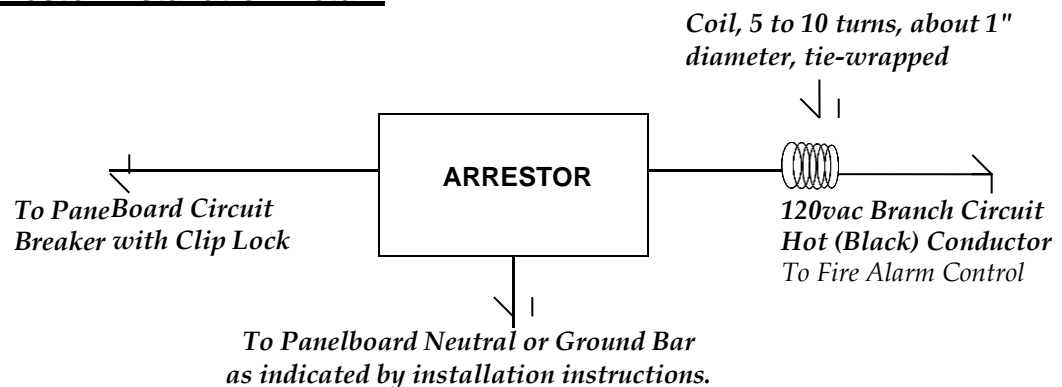 Coil, 5 to 10 turns, about 1"
diameter, tie-wrapped
ARRESTOR
To PaneBoard Circuit
Breaker with Clip Lock
120vac Branch Circuit
Hot (Black) Conductor
To Fire Alarm Control
To Panelboard Neutral or Ground Bar
as indicated by installation instructions.